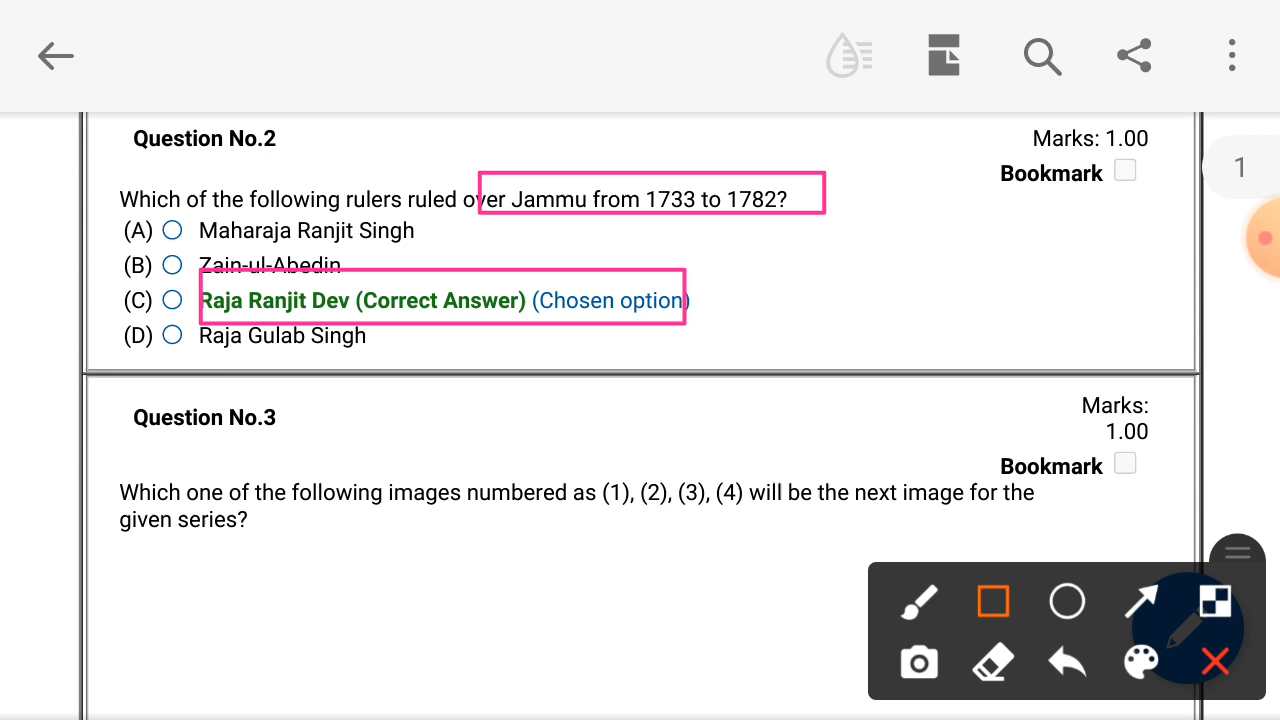 Question No.2
Marks: 1.00
Bookmark
1
Which of the following rulers ruled over Jammu from 1733 to 1782?
(A) Maharaja Ranjit Singh
(B) Zain-ul-Abedin
(C) Raja Ranjit Dev (Correct Answer) (Chosen option)
(D) Raja Gulab Singh
Question No.3
Marks:
1.00
Bookmark
Which one of the following images numbered as (1), (2), (3), (4) will be the next image for the
given series?